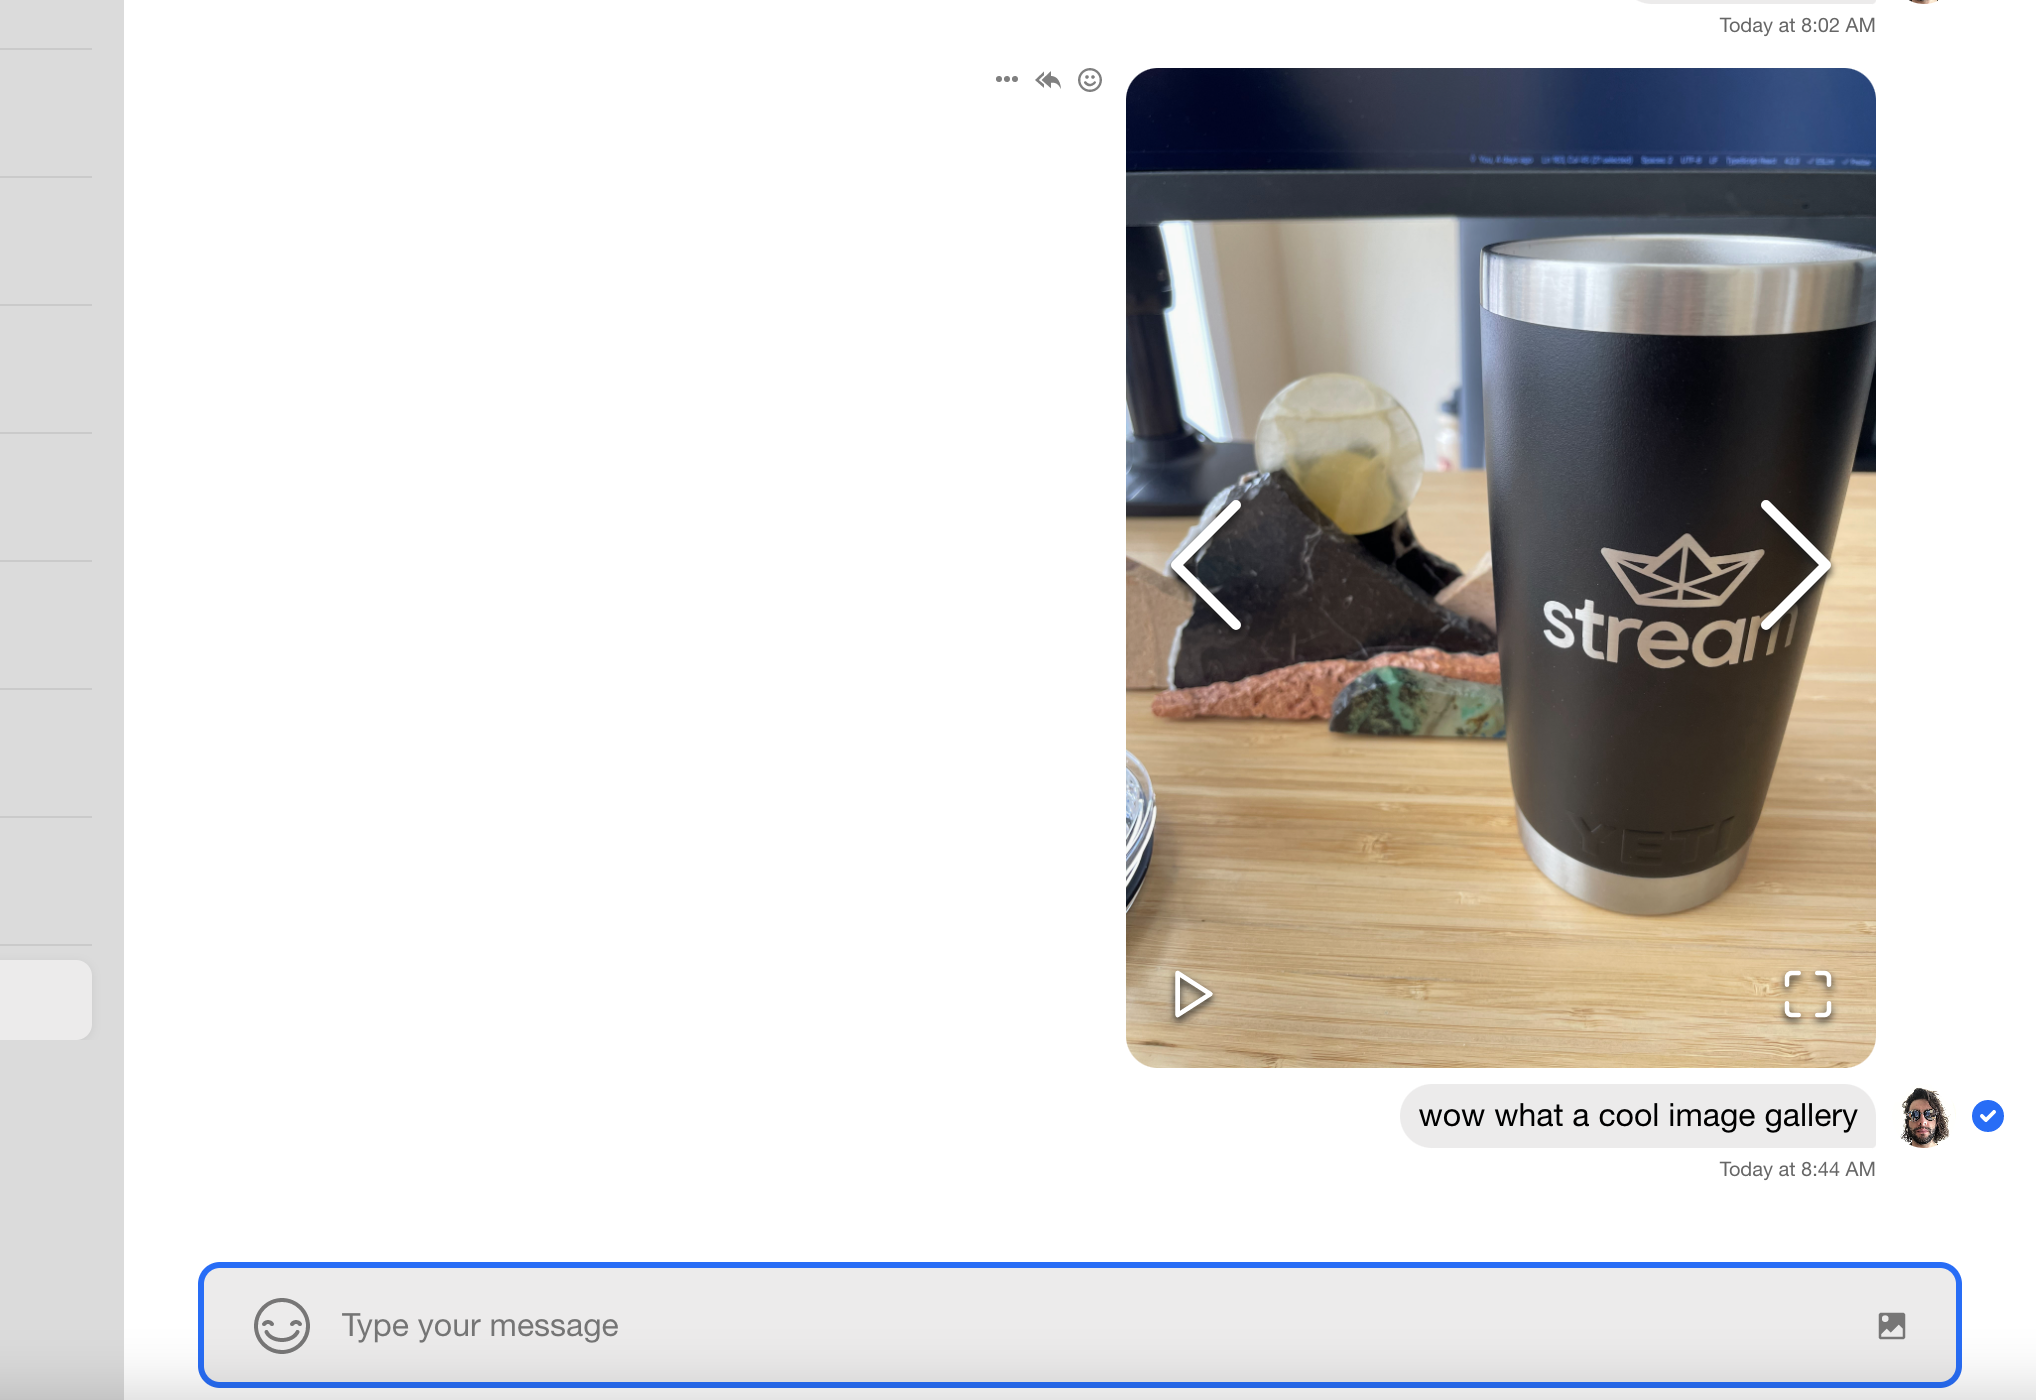 Today at 8:02 AM
stream
YETI
wow what a cool image gallery
Today at 8:44 AM
Type your message